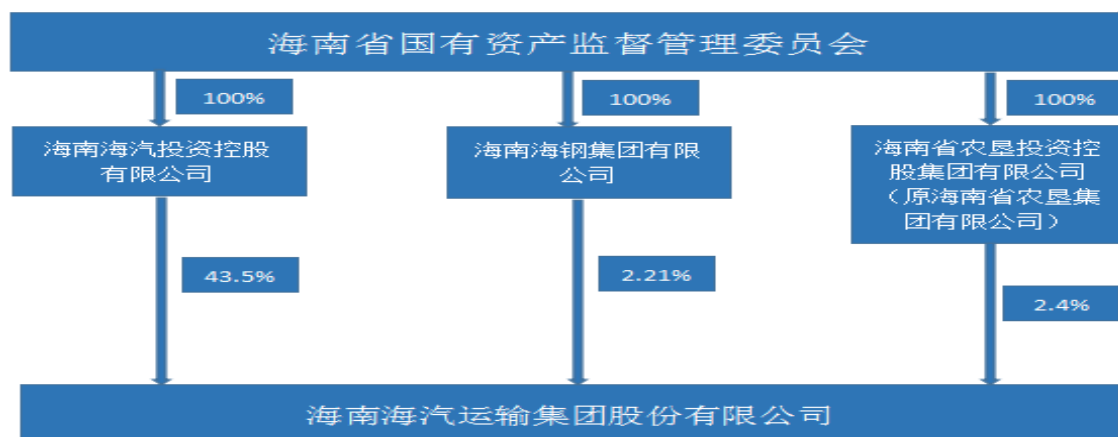 海南省国有资产监督管理委员会
100%
100%
100%
海南海汽投资控股
有限公司
海南海钢集团有限
公司
海南省农垦投资控
股集团有限公司
（原海南省农垦集
团有限公司）
43.5%
2.21%
2.4%
海南海汽运输集团股份有限公司